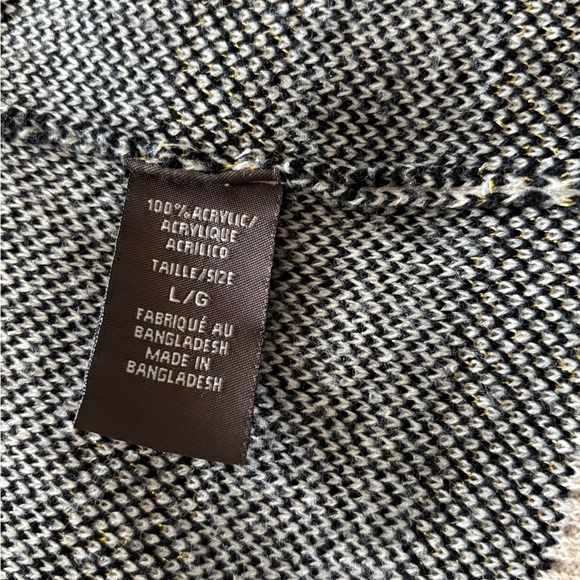 100% ACRYLIC/
ACRYLIQUE
ACRILICO
TAILLE/SIZE
L/G
FABRIQUÉ AU
BANGLADESH
MADE IN
BANGLADESH